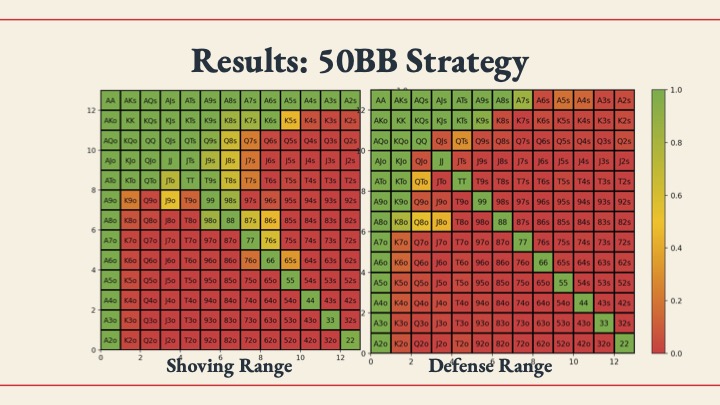 Results: 50BB Strategy
AA AKs AQs AJs ATs A9s A8s A7s A6s A5s A4s A3s A2s
AKo KK KQs KJs KTs K9s K8s K7s K6s K5s K4s K3s K2s
AQo KQo QQ QJs QTs Q9s Q8s Q7s Q6s Q5s Q4s Q3s Q2s
AJo KJo QJo JJ JTs J9s J8s J7s J6s J5s J4s J3s J2s
ATo KTo QTo JTo TT T9s T8s T7s T6s T5s T4s T3s T2s
A9o K9o Q9o J9o T9o 99 98s 97s 96s 95s 94s 93s 92s
A8o K8o Q8o J8o T8o 98o 88 87s 86s 85s 84s 83s 82s
A7o K7o Q7o J7o T7o 97o 87o 77 76s 75s 74s 73s 72s
A6o K6o Q6o J6o T6o 96o 86o 76o 66 65s 64s 63s 62s
A5o K5o Q5o J5o T5o 95o 85o 75o 65o 55 54s 53s 52s
A4o K4o Q4o J4o T4o 94o 84o 74o 64o 54o 44 43s 42s
A3o K3o Q3o J3o T3o 93o 83o 73o 63o 53o 43o 33 32s
A2o K2o Q2o J2o T2o 92o 82o 72o 62o 52o 42o 32o 22
12
10
8
6
4
2
0
0 2 4 6 8 10 12
Shoving Range
AA AKs AQs AJs ATs A9s A8s A7s A6s A5s A4s A3s A2s
AKo KK KQs KJs KTs K9s K8s K7s K6s K5s K4s K3s K2s
AQo KQo QQ QJs QTs Q9s Q8s Q7s Q6s Q5s Q4s Q3s Q2s
AJo KJo QJo JJ JTs J9s J8s J7s J6s J5s J4s J3s J2s
ATo KTo QTo JTo TT T9s T8s T7s T6s T5s T4s T3s T2s
A9o K9o Q9o J9o T9o 99 98s 97s 96s 95s 94s 93s 92s
A8o K8o Q8o J8o T8o 98o 88 87s 86s 85s 84s 83s 82s
A7o K7o Q7o J7o T7o 97o 87o 77 76s 75s 74s 73s 72s
A6o K6o Q6o J6o T6o 96o 86o 76o 66 65s 64s 63s 62s
A5o K5o Q5o J5o T5o 95o 85o 75o 65o 55 54s 53s 52s
A4o K4o Q4o J4o T4o 94o 84o 74o 64o 54o 44 43s 42s
A3o K3o Q3o J3o T3o 93o 83o 73o 63o 53o 43o 33 32s
A2o K2o Q2o J2o T2o 92o 82o 72o 62o 52o 42o 32o 22
0 2 4 6 8 10 12
Defense Range
1.0
0.8
0.6
0.4
0.2
0.0